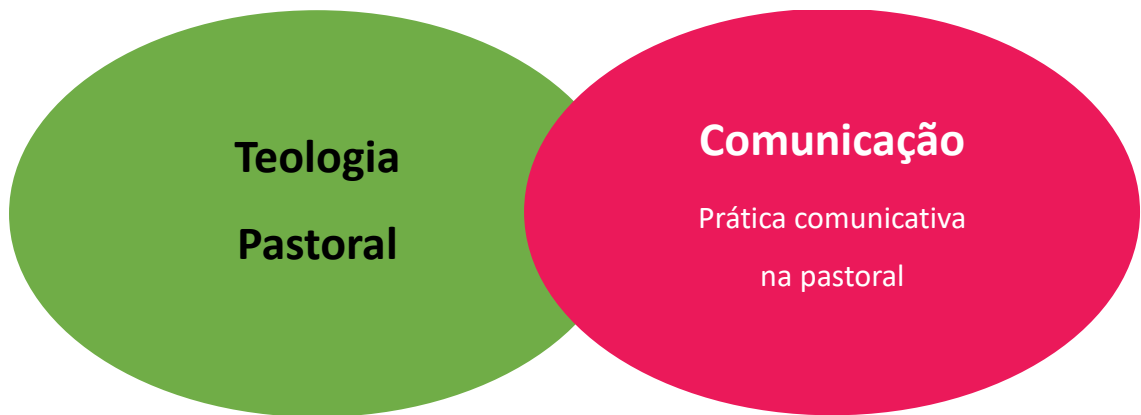 Teologia
Pastoral
Comunicação
Prática comunicativa
na pastoral